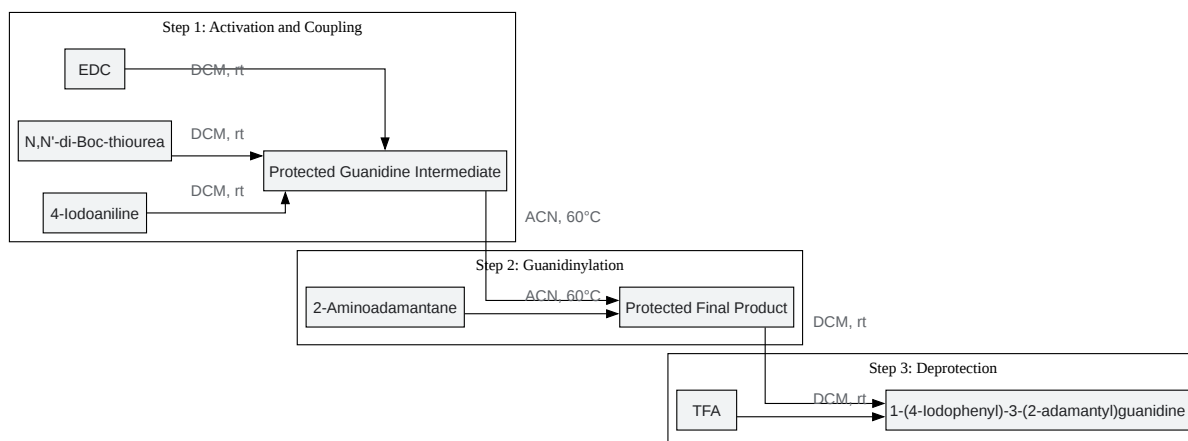 Step 1: Activation and Coupling
EDC
DCM, rt
N,N'-di-Boc-thiourea
DCM, rt
Protected Guanidine Intermediate
DCM, rt
4-Iodoaniline
ACN, 60°C
Step 2: Guanidinylation
2-Aminoadamantane
ACN, 60°C
Protected Final Product
DCM, rt
Step 3: Deprotection
TFA
DCM, rt
1-(4-Iodophenyl)-3-(2-adamantyl)guanidine